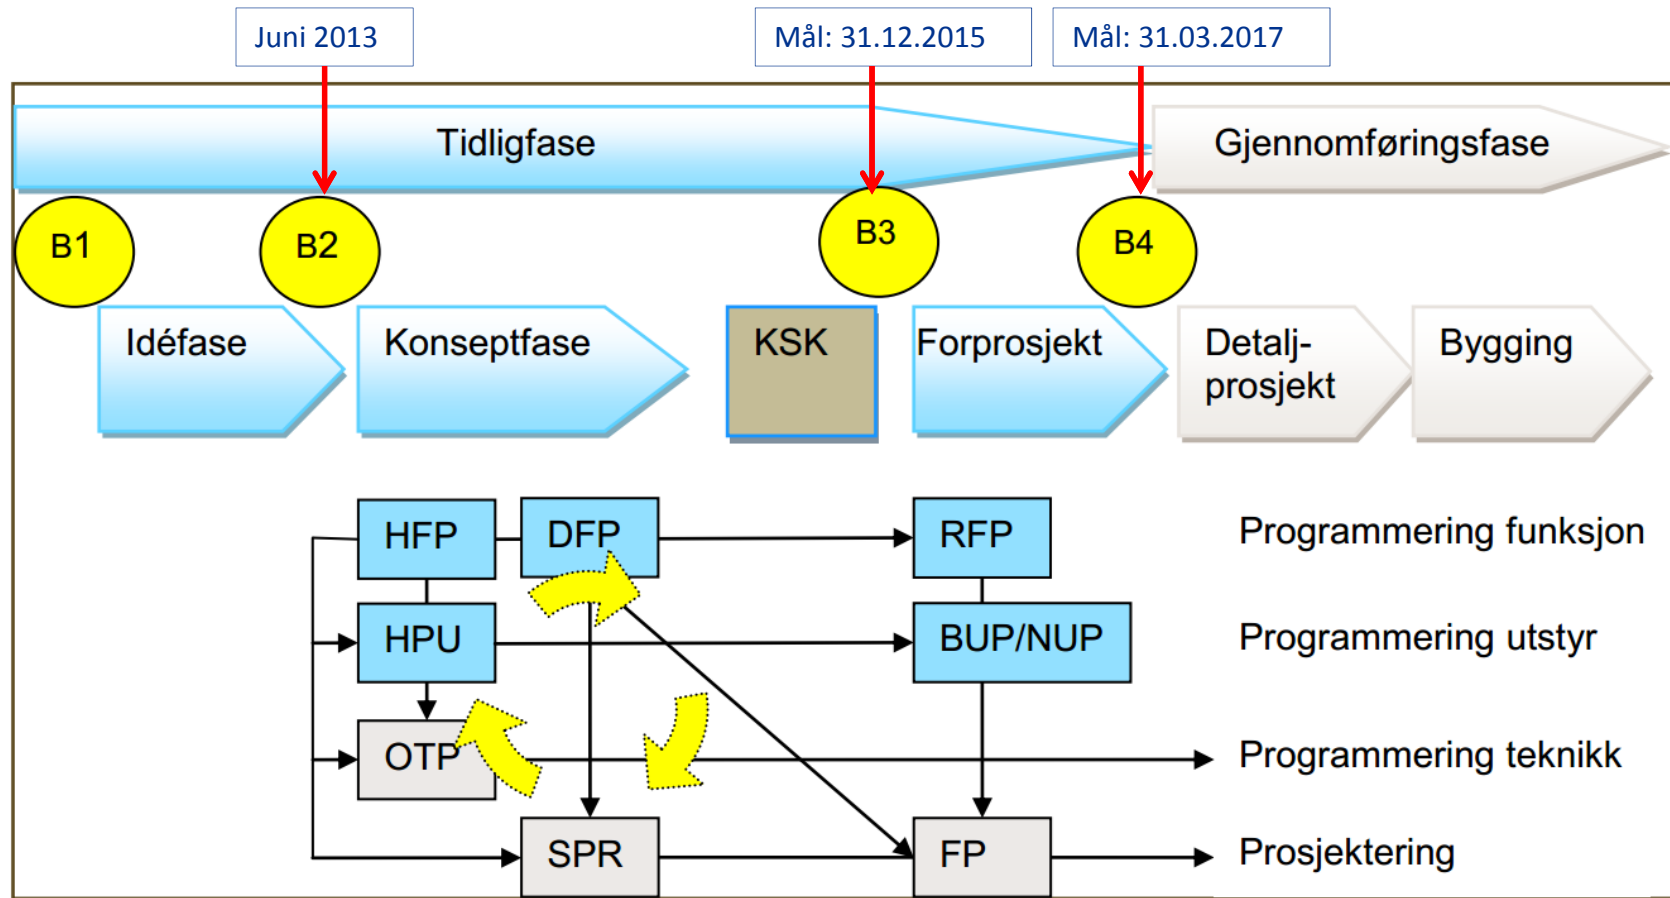 Juni 2013
Mål: 31.12.2015
Mål: 31.03.2017
Tidligfase
Gjennomføringsfase
B1
B2
B3
B4
Idéfase
Konseptfase
KSK
Forprosjekt
Detalj-
prosjekt
Bygging
HFP
DFP
RFP
Programmering funksjon
HPU
BUP/NUP
Programmering utstyr
OTP
Programmering teknikk
SPR
FP
Prosjektering